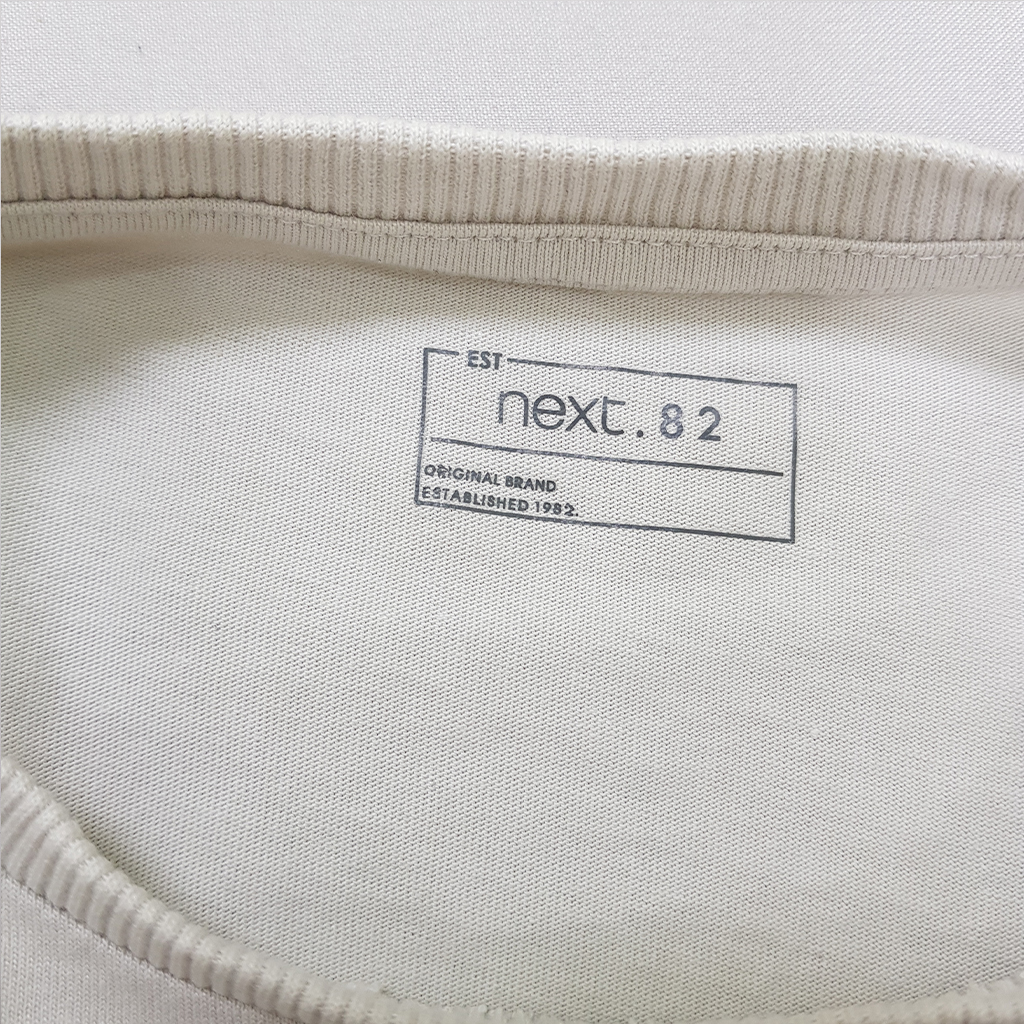 EST
next.82
ORIGINAL BRAND
ESTABLISHED 1982.